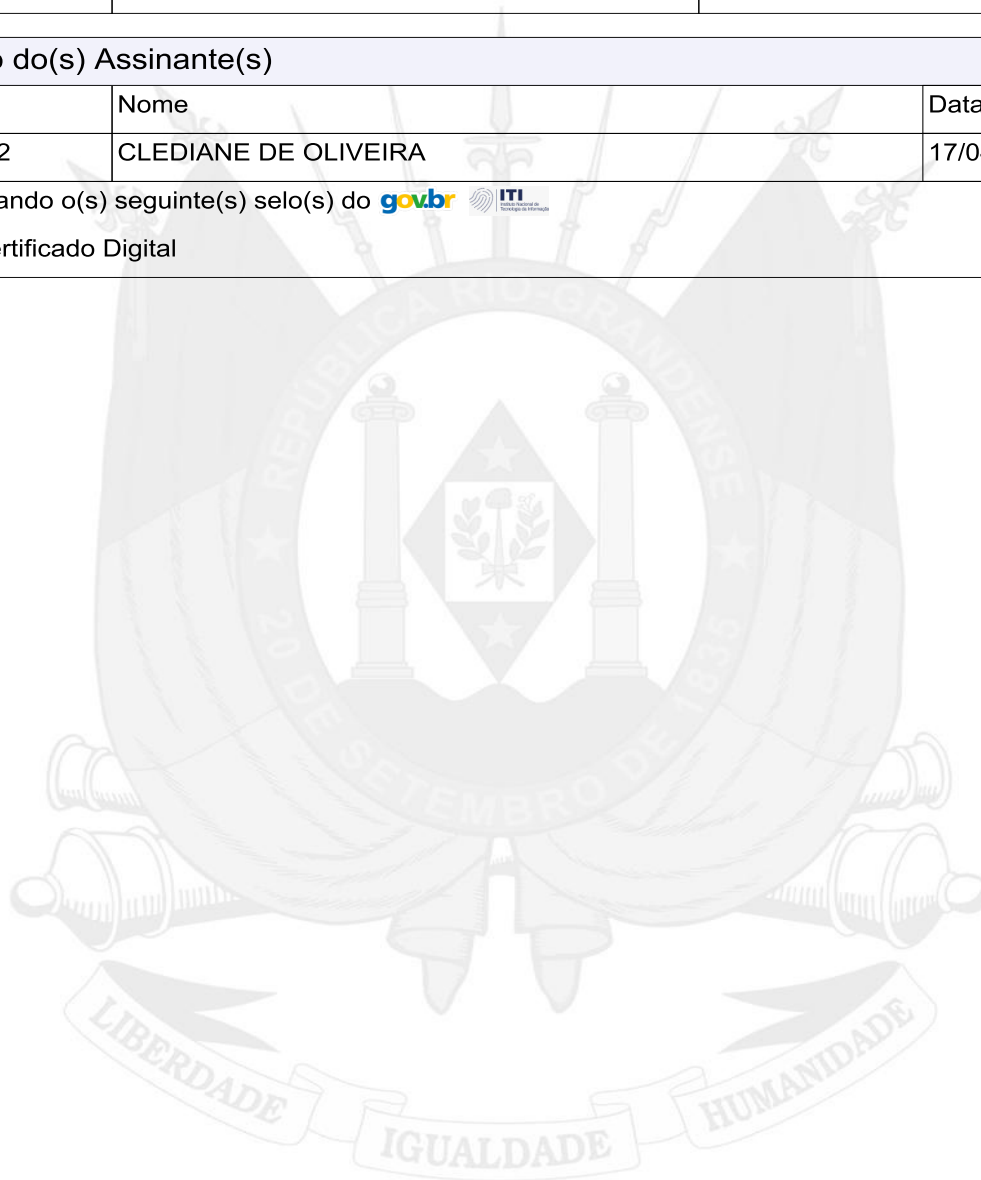 o do(s) Assinante(s)
Nome
Data
2
CLEDIANE DE OLIVEIRA
17/0
ando o(s) seguinte(s) selo(s) do gov.br ITI
ertificado Digital
REPÚBLICA RIO-GRANDENSE
20 DE SETEMBRO DE 1835
LIBERDADE
IGUALDADE
HUMANIDADE